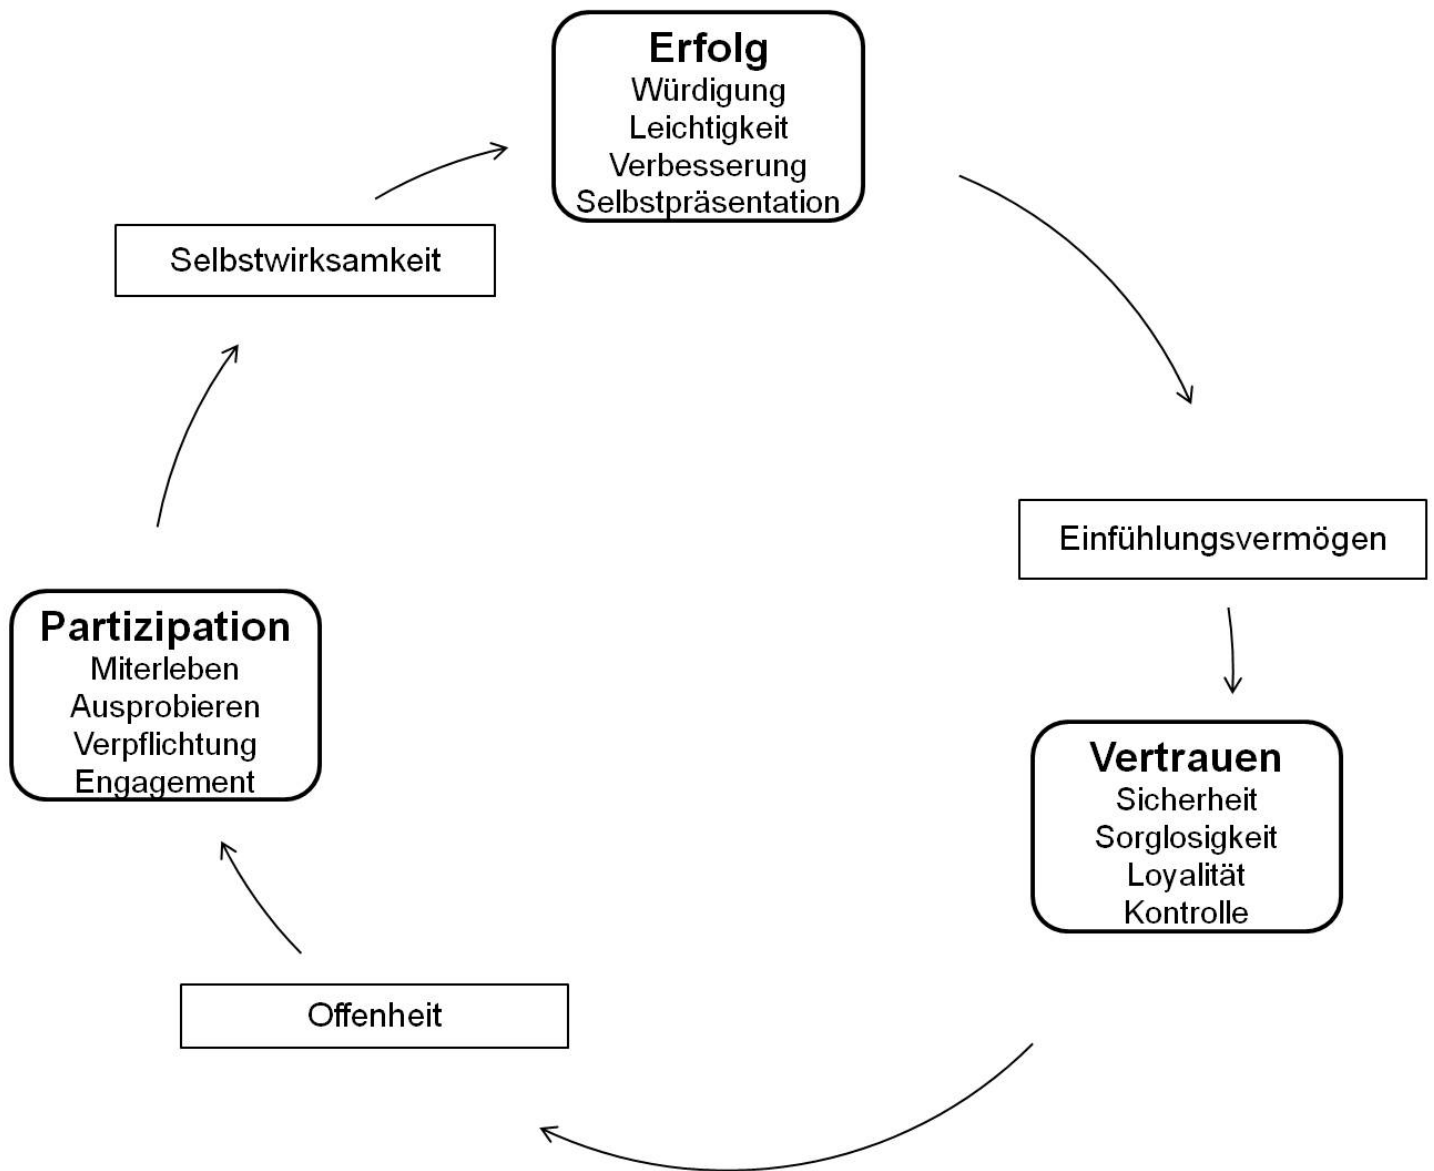 Erfolg
Würdigung
Leichtigkeit
Verbesserung
Selbstpräsentation
Selbstwirksamkeit
Einfühlungsvermögen
Partizipation
Miterleben
Ausprobieren
Verpflichtung
Engagement
Vertrauen
Sicherheit
Sorglosigkeit
Loyalität
Kontrolle
Offenheit